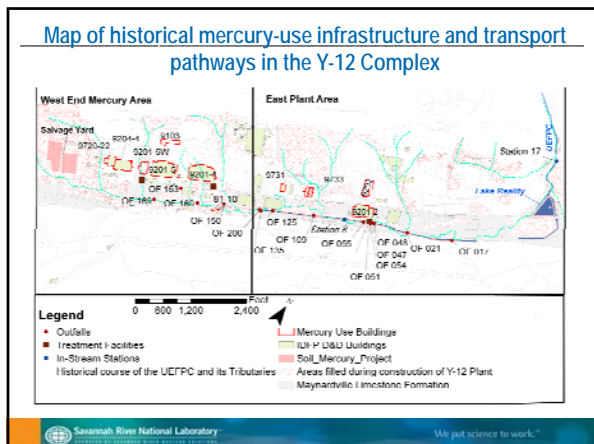 Map of historical mercury-use infrastructure and transport
pathways in the Y-12 Complex
West End Mercury Area
East Plant Area
Salvage Yard
9720-22
9204-4
9201 5W
9103
9201 5
9201-4
OF 163
OF 169
OF 160
OF 150
OF 200
81 10
9731
9733
9201 2
OF 125
OF 135
OF 109
Station 8
OF 055
OF 051
OF 048
OF 047
OF 054
OF 021
OF 017
Station 17
UEFPC
Lake Reality
Feet
0 600 1,200 2,400
N
Legend
Outfalls
Treatment Facilities
In-Stream Stations
Historical course of the UEFPC and its Tributaries
Mercury Use Buildings
IDFP D&D Buildings
Soil_Mercury_Project
Areas filled during construction of Y-12 Plant
Maynardville Limestone Formation
Savannah River National Laboratory
We put science to work.™